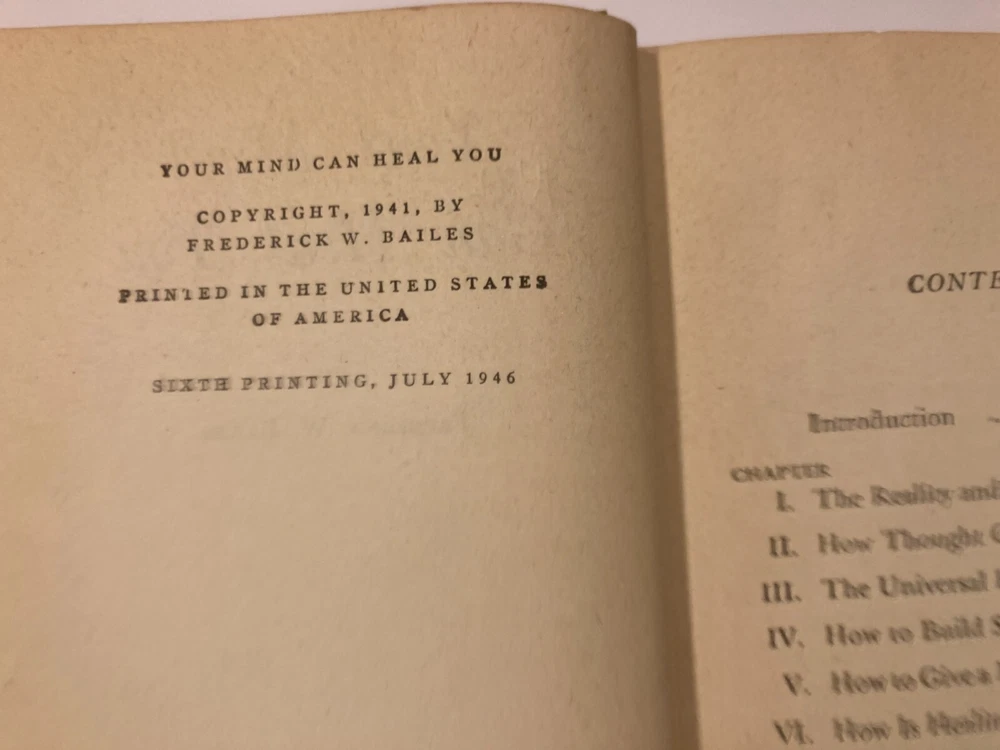 YOUR MIND CAN HEAL YOU
COPYRIGHT, 1941, BY
FREDERICK W. BAILES
PRINTED IN THE UNITED STATES
OF AMERICA
SIXTH PRINTING, JULY 1946
CONTE
Introduction
CHAPTER
I. The Reality and
II. How Thought
III. The Universal
IV. How to Build S
V. How to Give a
VI. How Is Healin